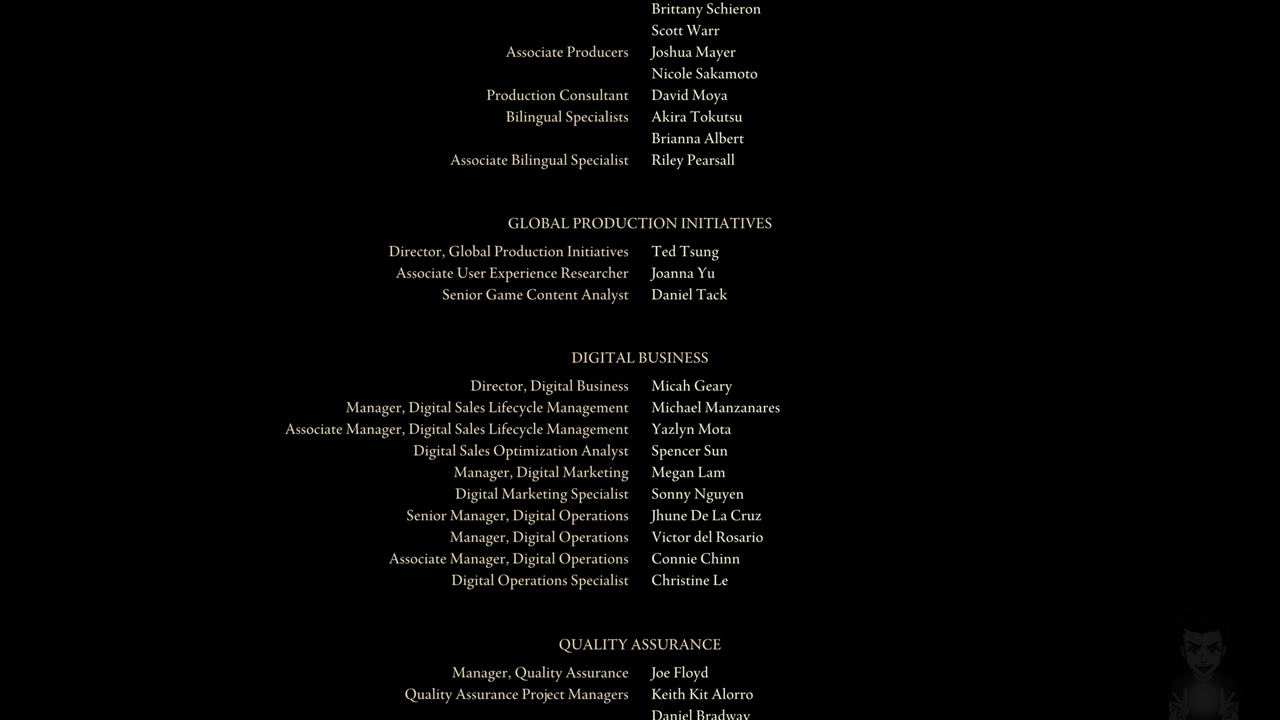 Brittany Schieron
Scott Warr
Associate Producers Joshua Mayer
Nicole Sakamoto
Production Consultant David Moya
Bilingual Specialists Akira Tokutsu
Brianna Albert
Associate Bilingual Specialist Riley Pearsall
GLOBAL PRODUCTION INITIATIVES
Director, Global Production Initiatives Ted Tsung
Associate User Experience Researcher Joanna Yu
Senior Game Content Analyst Daniel Tack
DIGITAL BUSINESS
Director, Digital Business Micah Geary
Manager, Digital Sales Lifecycle Management Michael Manzanares
Associate Manager, Digital Sales Lifecycle Management Yazlyn Mota
Digital Sales Optimization Analyst Spencer Sun
Manager, Digital Marketing Megan Lam
Digital Marketing Specialist Sonny Nguyen
Senior Manager, Digital Operations Jhune De La Cruz
Manager, Digital Operations Victor del Rosario
Associate Manager, Digital Operations Connie Chinn
Digital Operations Specialist Christine Le
QUALITY ASSURANCE
Manager, Quality Assurance Joe Floyd
Quality Assurance Project Managers Keith Kit Alorro
Daniel Bradway